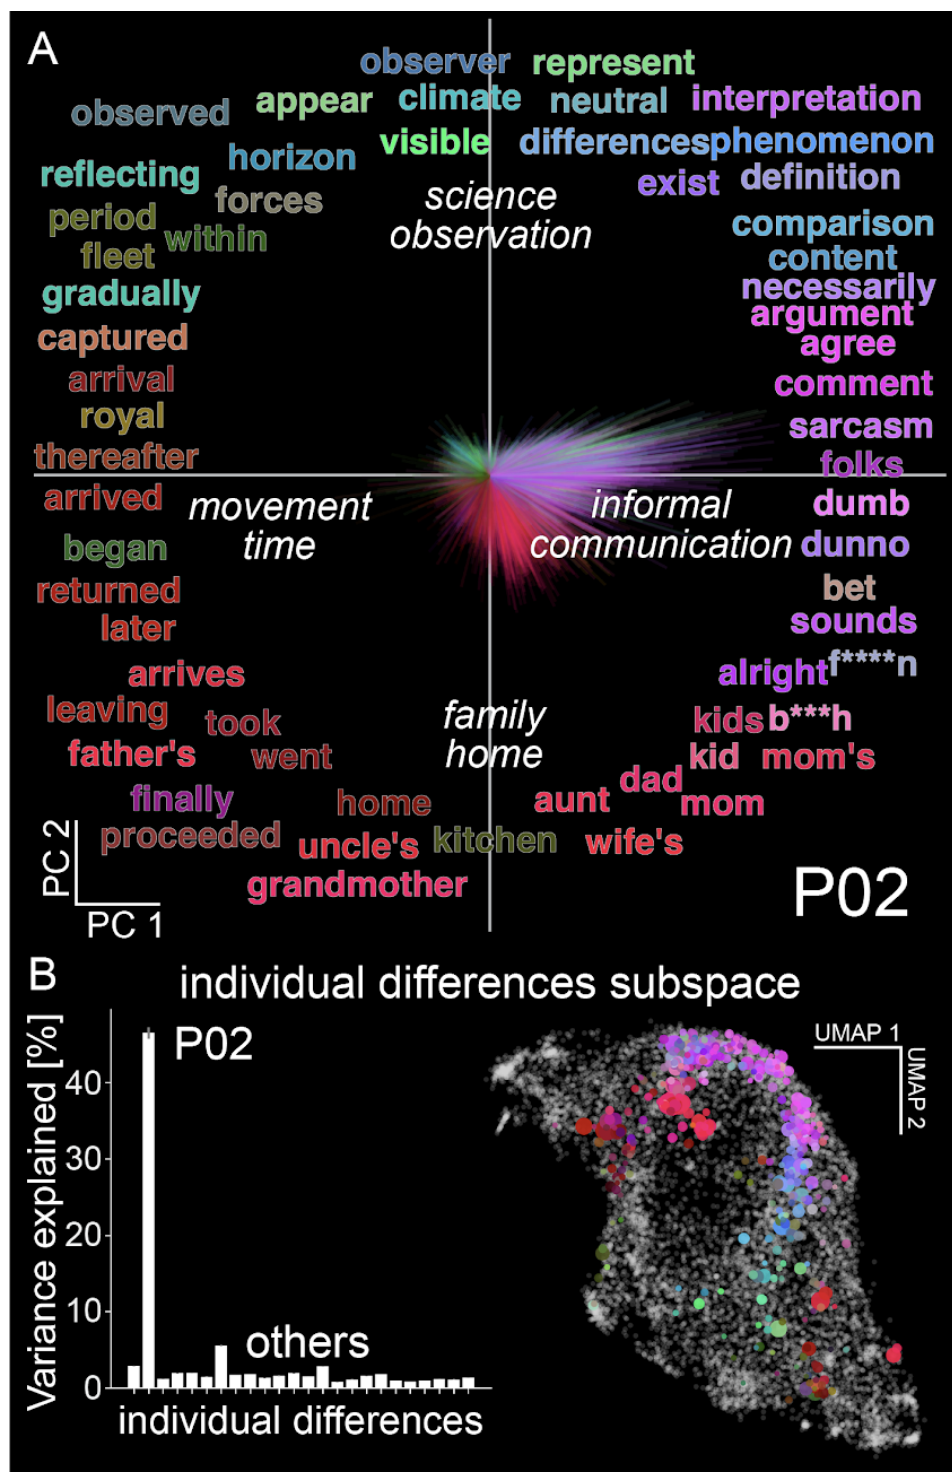 A
observer represent
observed appear climate neutral interpretation
visible differences phenomenon
horizon
reflecting exist definition
science
observation
period forces
fleet within
comparison
content
gradually necessarily
argument
captured agree
arrival comment
royal sarcasm
thereafter folks
arrived dumb
movement
time
informal
communication
began dunno
returned bet
later sounds
arrives alright f****n
leaving took kids b***h
family
home
father's went kid mom's
finally home aunt dad mom
proceeded uncle's kitchen wife's
grandmother
PC 2
PC 1
P02
B
individual differences subspace
P02
UMAP 1
UMAP 2
Variance explained [%]
40
30
20
10
0
others
individual differences